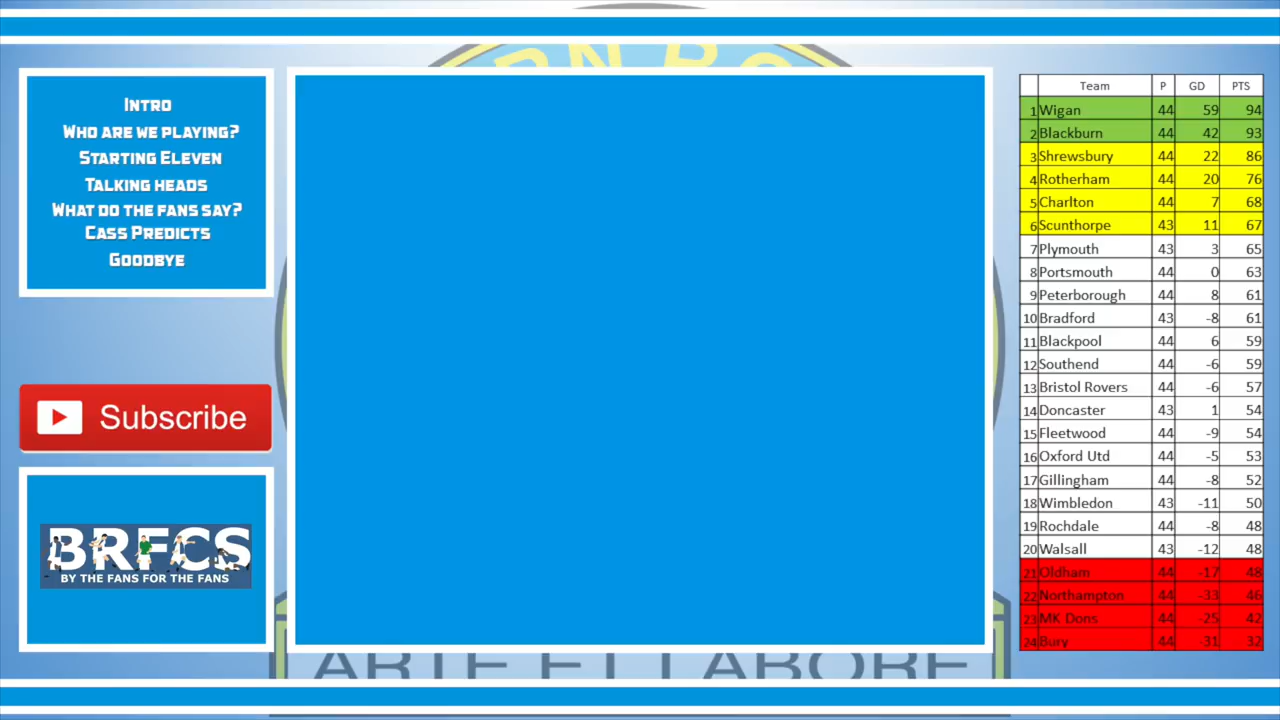 RN RO
INTRO
WHO ARE WE PLAYING?
STARTING ELEVEN
TALKING HEADS
WHAT DO THE FANS SAY?
CASS PREDICTS
GOODBYE
Subscribe
BRFCS
BY THE FANS FOR THE FANS
ARTE ET LABORE
Team P GD PTS
1 Wigan 44 59 94
2 Blackburn 44 42 93
3 Shrewsbury 44 22 86
4 Rotherham 44 20 76
5 Charlton 44 7 68
6 Scunthorpe 43 11 67
7 Plymouth 43 3 65
8 Portsmouth 44 0 63
9 Peterborough 44 8 61
10 Bradford 43 -8 61
11 Blackpool 44 6 59
12 Southend 44 -6 59
13 Bristol Rovers 44 -6 57
14 Doncaster 43 1 54
15 Fleetwood 44 -9 54
16 Oxford Utd 44 -5 53
17 Gillingham 44 -8 52
18 Wimbledon 43 -11 50
19 Rochdale 44 -8 48
20 Walsall 43 -12 48
21 Oldham 44 -17 48
22 Northampton 44 -33 46
23 MK Dons 44 -25 42
24 Bury 44 -31 32